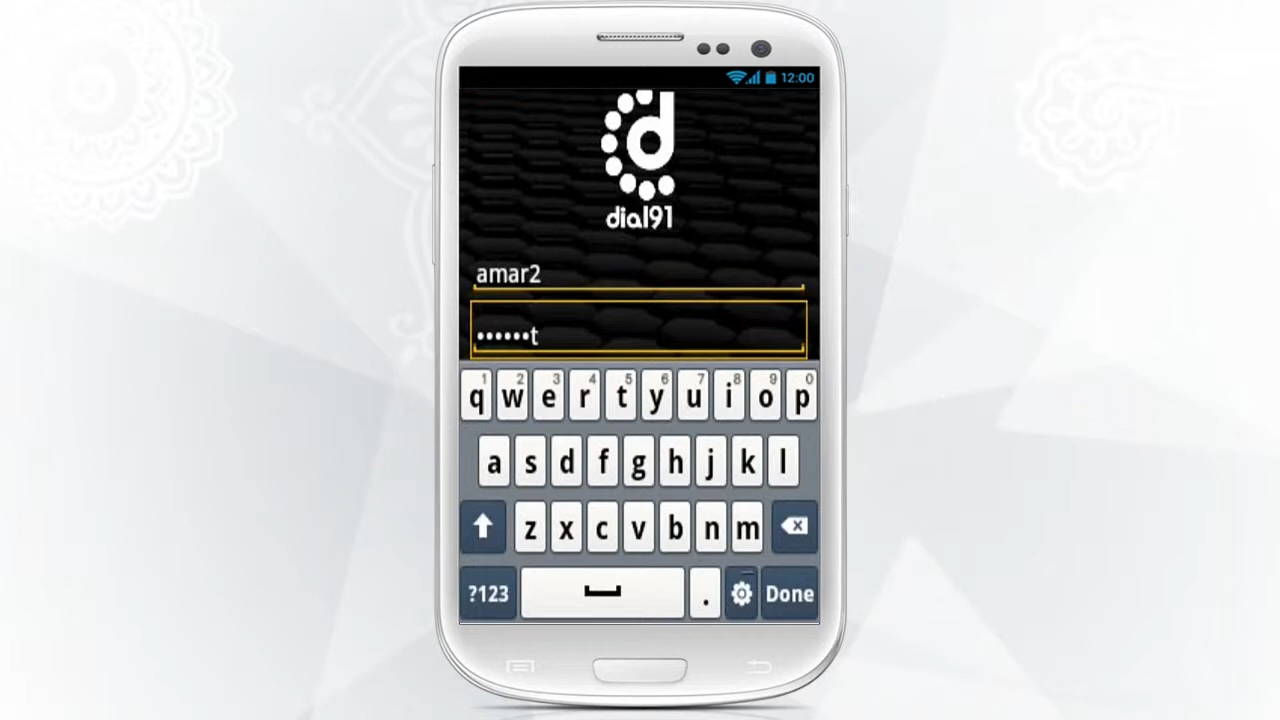 12:00
dial91
amar2
••••••t
1 2 3 4 5 6 7 8 9 0
q w e r t y u i o p
a s d f g h j k l
z x c v b n m
?123 . Done